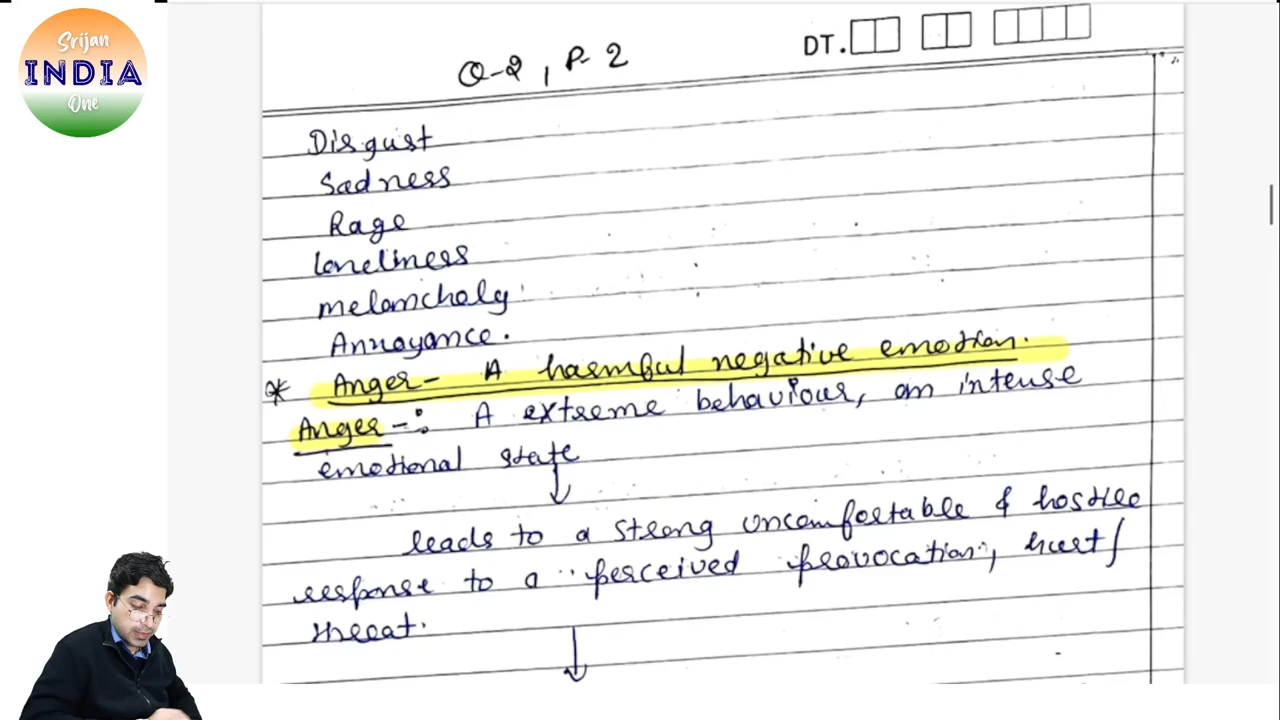 Srijan
INDIA
One
DT.
Q-2, P-2
Disgust
Sadness
Rage
loneliness
melancholy
Annoyance.
* Anger- A harmful negative emotion.
Anger-: A extreme behaviour, an intense
emotional state
↓
leads to a strong uncomfortable & hostile
response to a perceived provocation, hurt/
threat.
↓